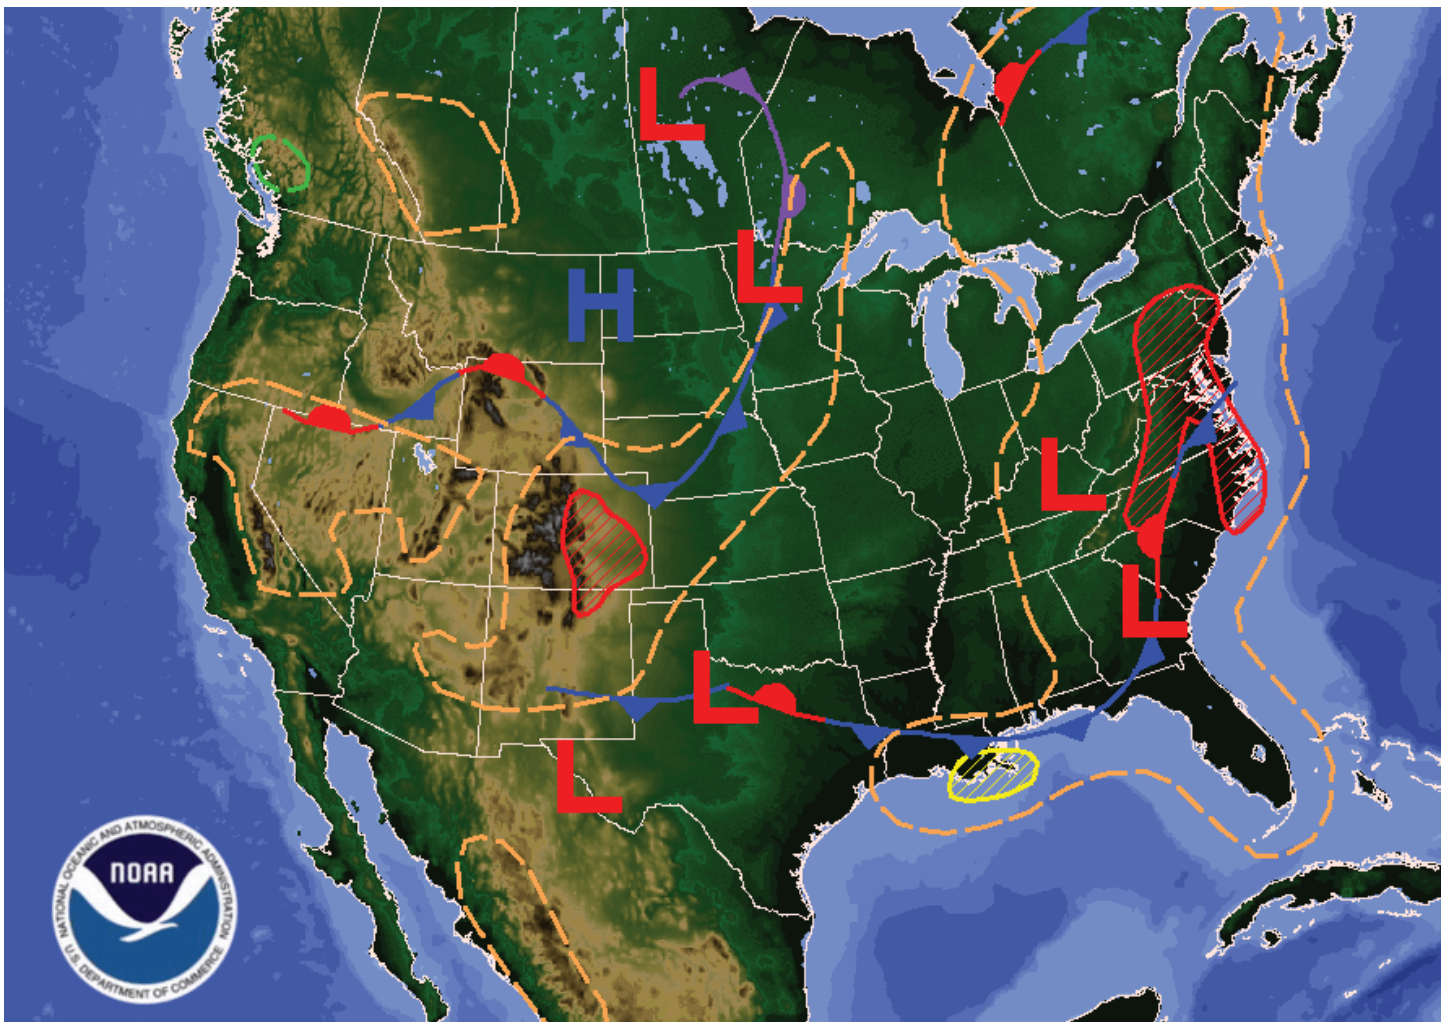 L
L
H
L
L
L
L
NATIONAL OCEANIC AND ATMOSPHERIC ADMINISTRATION
NOAA
U.S. DEPARTMENT OF COMMERCE